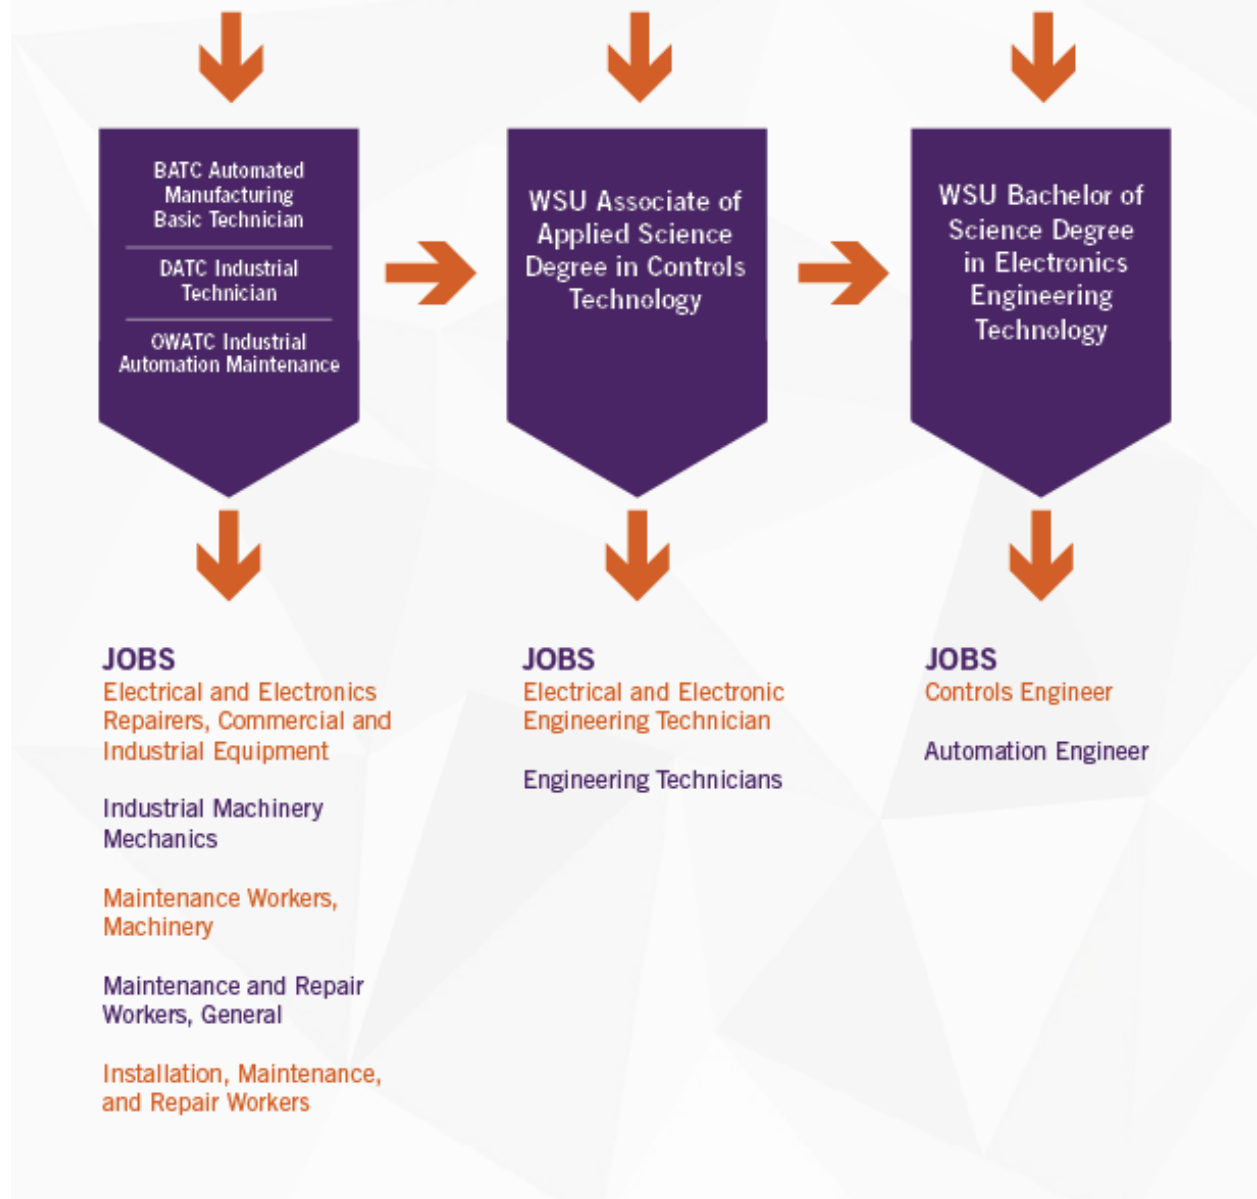 BATC Automated
Manufacturing
Basic Technician
DATC Industrial
Technician
OWATC Industrial
Automation Maintenance
WSU Associate of
Applied Science
Degree in Controls
Technology
WSU Bachelor of
Science Degree
in Electronics
Engineering
Technology
JOBS
Electrical and Electronics
Repairers, Commercial and
Industrial Equipment
Industrial Machinery
Mechanics
Maintenance Workers,
Machinery
Maintenance and Repair
Workers, General
Installation, Maintenance,
and Repair Workers
JOBS
Electrical and Electronic
Engineering Technician
Engineering Technicians
JOBS
Controls Engineer
Automation Engineer